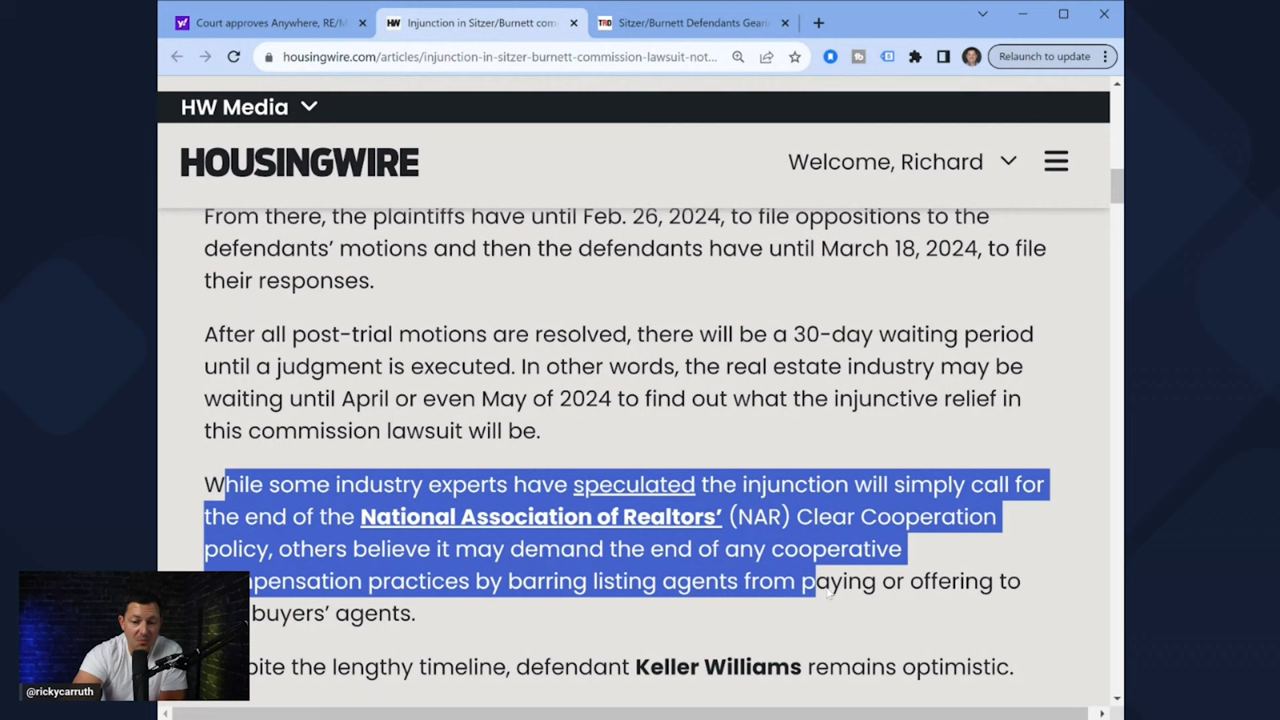 Court approves Anywhere, RE/M
HW Injunction in Sitzer/Burnett com
TRD Sitzer/Burnett Defendants Geari
housingwire.com/articles/injunction-in-sitzer-burnett-commission-lawsuit-not...
Relaunch to update
HW Media
HOUSINGWIRE
Welcome, Richard
From there, the plaintiffs have until Feb. 26, 2024, to file oppositions to the
defendants’ motions and then the defendants have until March 18, 2024, to file
their responses.
After all post-trial motions are resolved, there will be a 30-day waiting period
until a judgment is executed. In other words, the real estate industry may be
waiting until April or even May of 2024 to find out what the injunctive relief in
this commission lawsuit will be.
While some industry experts have speculated the injunction will simply call for
the end of the National Association of Realtors’ (NAR) Clear Cooperation
policy, others believe it may demand the end of any cooperative
mpensation practices by barring listing agents from paying or offering to
buyers’ agents.
pite the lengthy timeline, defendant Keller Williams remains optimistic.
@rickycarruth